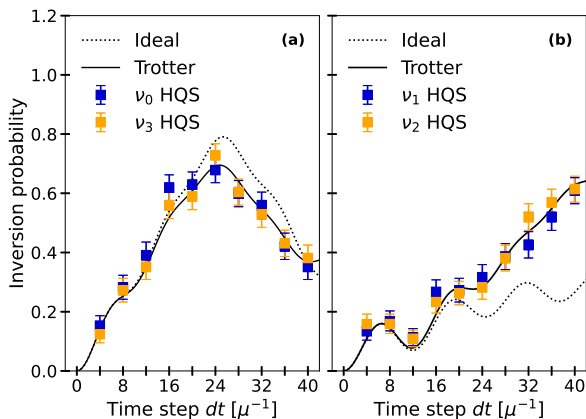 Inversion probability
1.2
1.0
0.8
0.6
0.4
0.2
0.0
Ideal
Trotter
ν₀ HQS
ν₃ HQS
(a)
0 8 16 24 32 40
Time step dt [μ⁻¹]
Ideal
Trotter
ν₁ HQS
ν₂ HQS
(b)
0 8 16 24 32 40
Time step dt [μ⁻¹]